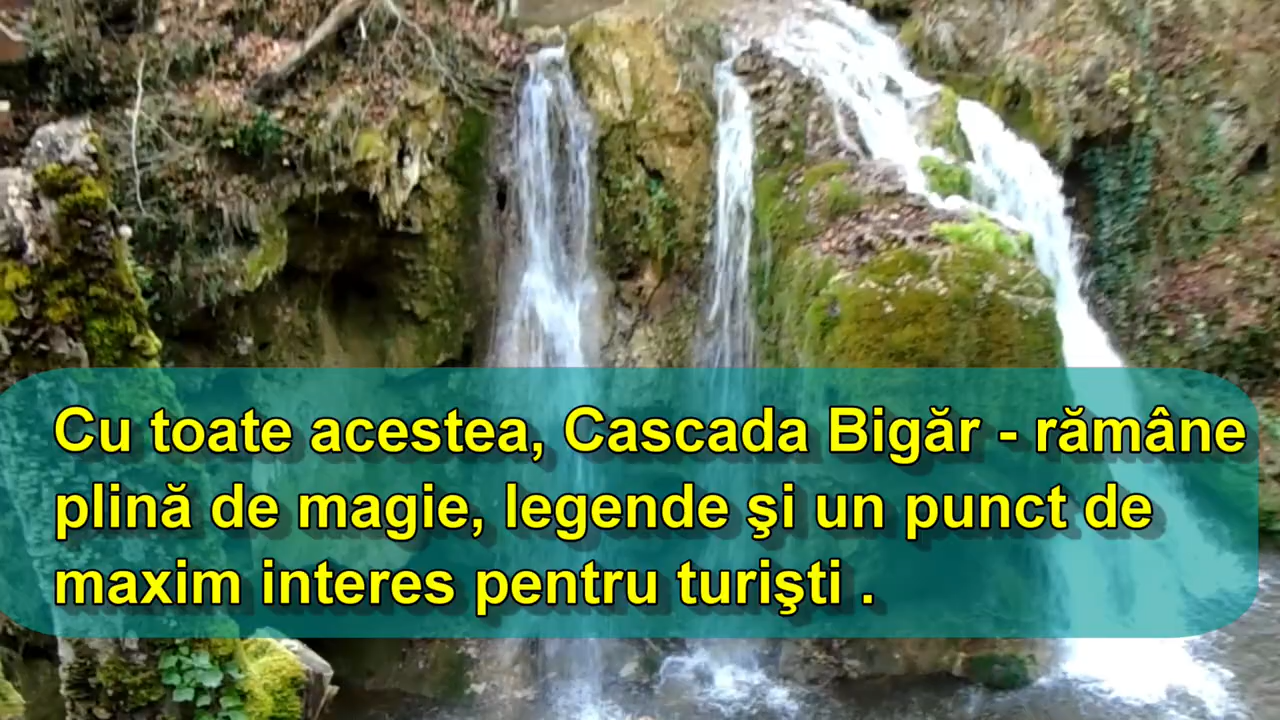 Cu toate acestea, Cascada Bigăr - rămâne
plină de magie, legende şi un punct de
maxim interes pentru turişti .